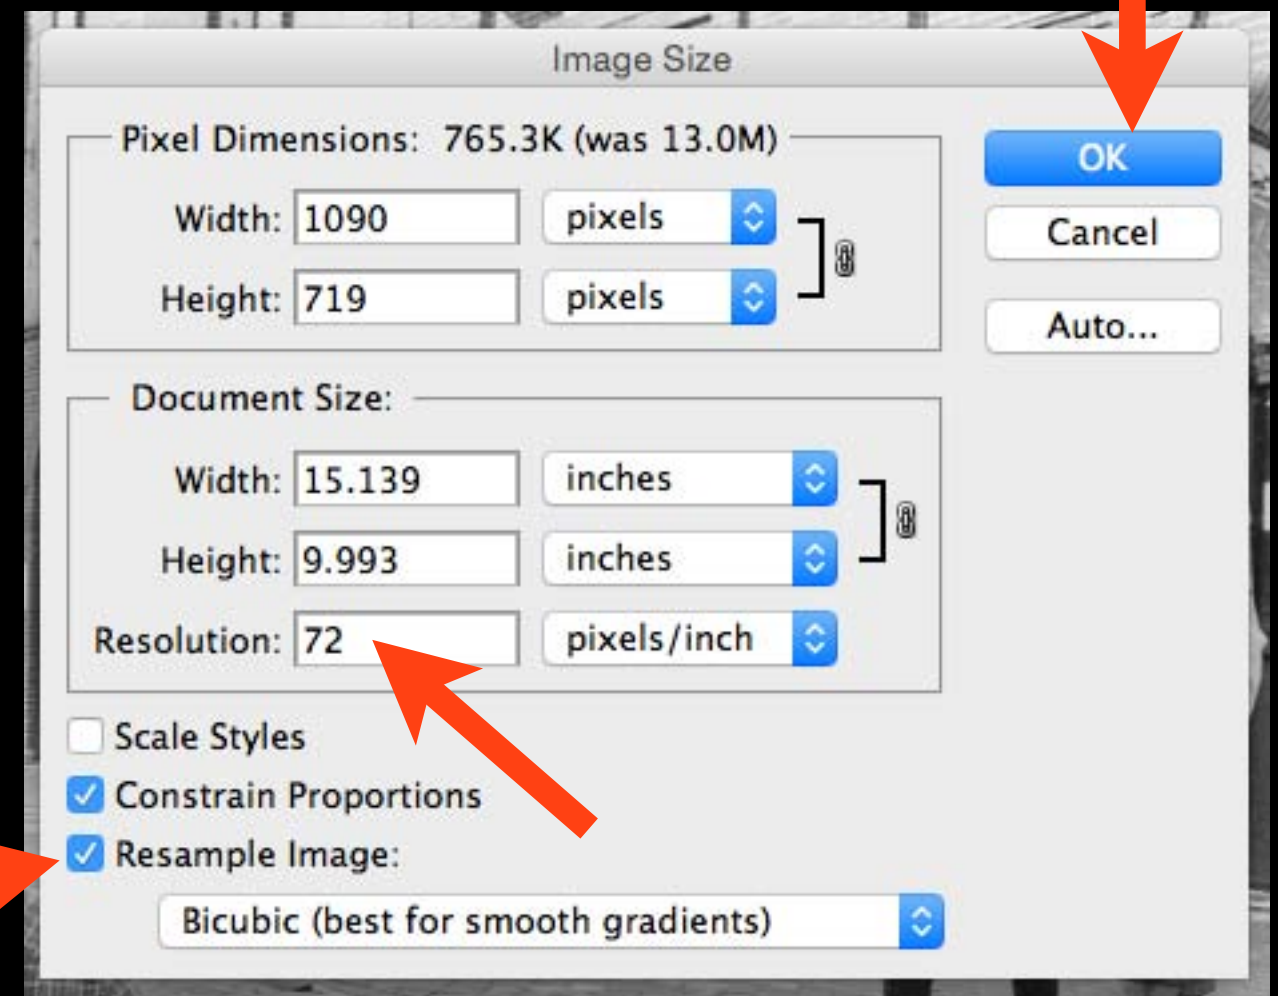 Image Size
Pixel Dimensions: 765.3K (was 13.0M)
OK
Width: 1090 pixels
Cancel
Height: 719 pixels
Auto...
Document Size:
Width: 15.139 inches
Height: 9.993 inches
Resolution: 72 pixels/inch
Scale Styles
Constrain Proportions
Resample Image:
Bicubic (best for smooth gradients)